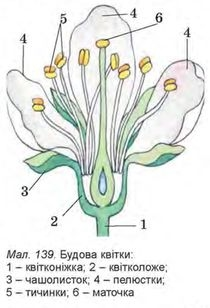 4
5
6
4
4
3
2
1
Мал. 139. Будова квітки:
1 – квітконіжка; 2 – квітколоже;
3 – чашолисток; 4 – пелюстки;
5 – тичинки; 6 – маточка